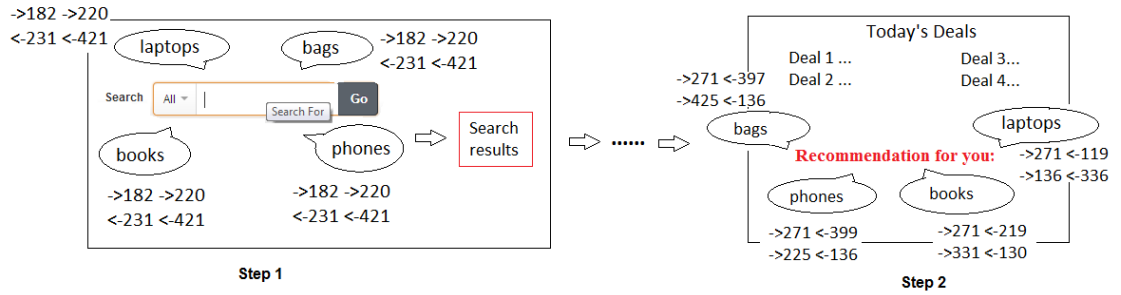 ->182 ->220
<-231 <-421
laptops
bags
->182 ->220
<-231 <-421
Search All Go
Search For
books
phones
->182 ->220
<-231 <-421
->182 ->220
<-231 <-421
Search
results
Step 1
......
Today's Deals
Deal 1 ...
Deal 2 ...
Deal 3...
Deal 4...
->271 <-397
->425 <-136
bags
laptops
->271 <-119
->136 <-336
Recommendation for you:
phones
books
->271 <-399
->225 <-136
->271 <-219
->331 <-130
Step 2